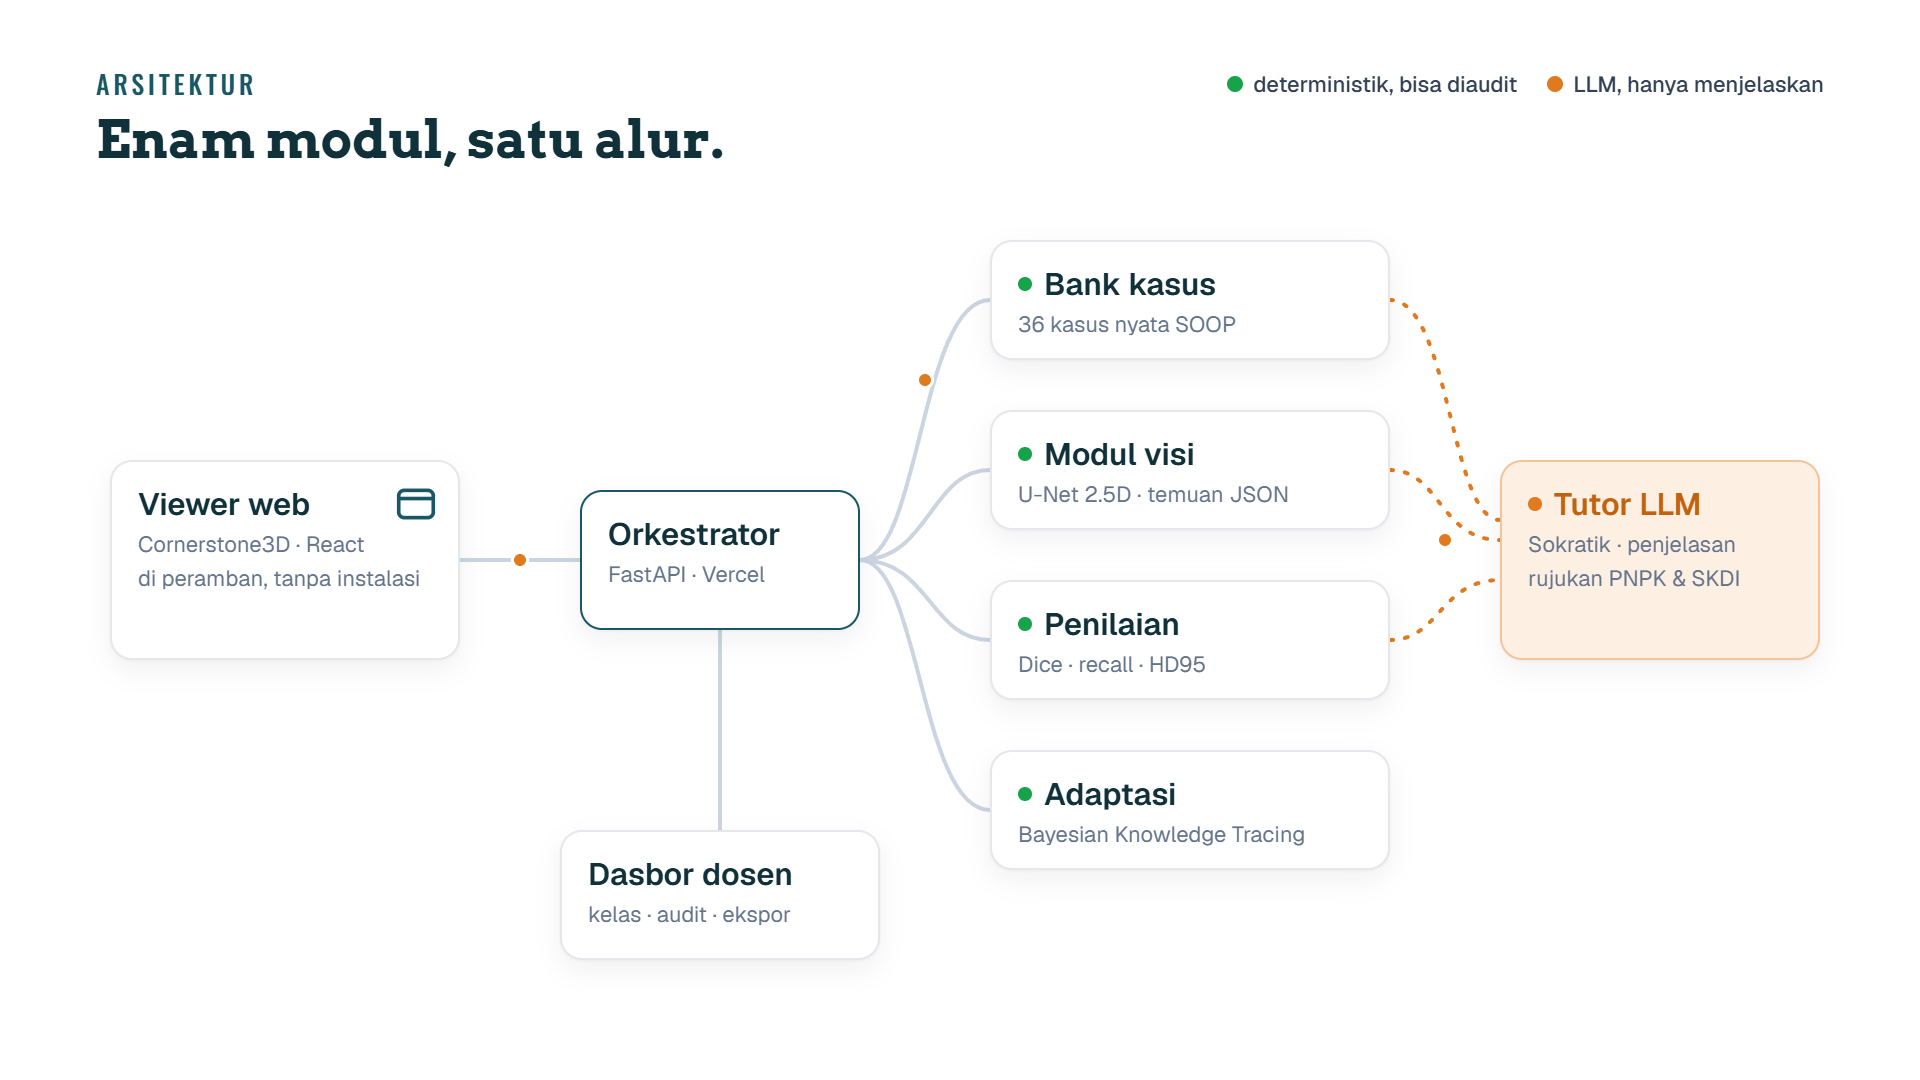 ARSITEKTUR
Enam modul, satu alur.
deterministik, bisa diaudit
LLM, hanya menjelaskan
Viewer web
Cornerstone3D · React
di peramban, tanpa instalasi
Orkestrator
FastAPI · Vercel
Dasbor dosen
kelas · audit · ekspor
Bank kasus
36 kasus nyata SOOP
Modul visi
U-Net 2.5D · temuan JSON
Penilaian
Dice · recall · HD95
Adaptasi
Bayesian Knowledge Tracing
Tutor LLM
Sokratik · penjelasan
rujukan PNPK & SKDI